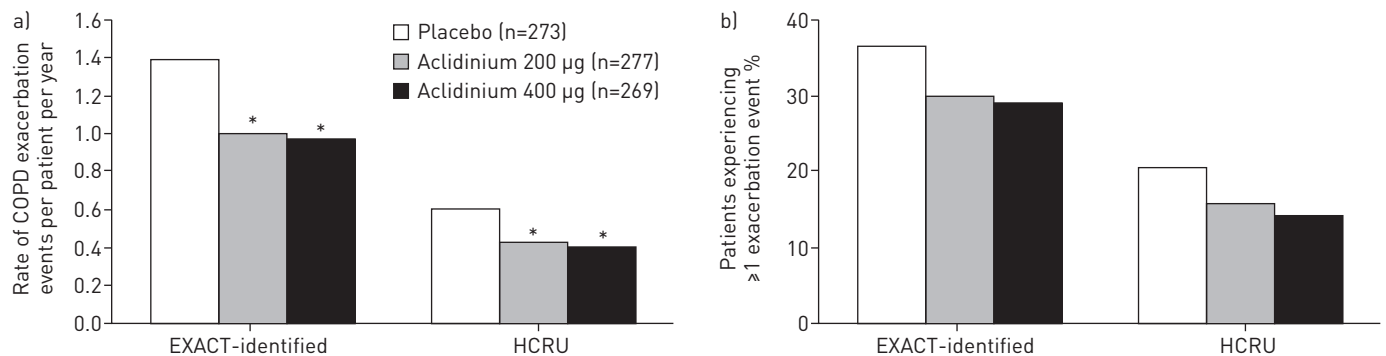 a)
Rate of COPD exacerbation
events per patient per year
1.6
1.4
1.2
1.0
0.8
0.6
0.4
0.2
0.0
Placebo (n=273)
Aclidinium 200 µg (n=277)
Aclidinium 400 µg (n=269)
*
*
*
*
EXACT-identified
HCRU
b)
Patients experiencing
≥1 exacerbation event %
40
30
20
10
0
EXACT-identified
HCRU